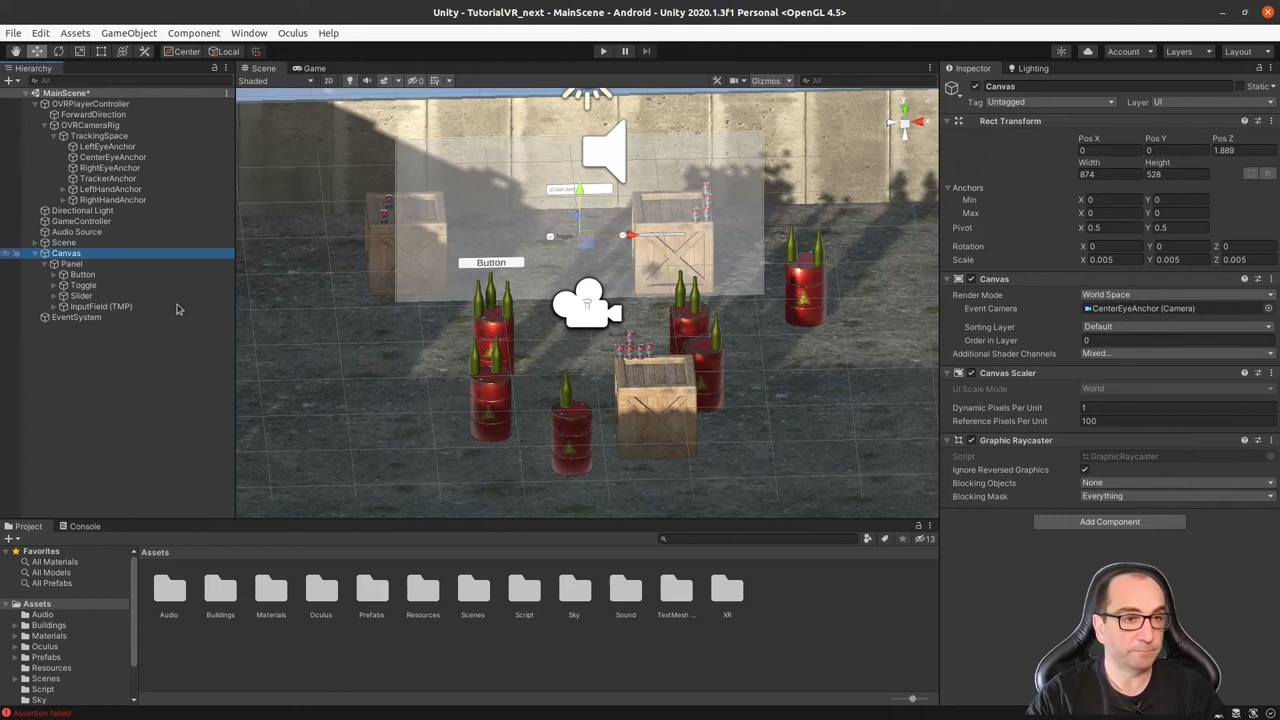 Unity - TutorialVR_next - MainScene - Android - Unity 2020.1.3f1 Personal <OpenGL 4.5>
File Edit Assets GameObject Component Window Oculus Help
Center Local Account Layers Layout
Hierarchy
All
MainScene*
OVRPlayerController
ForwardDirection
OVRCameraRig
TrackingSpace
LeftEyeAnchor
CenterEyeAnchor
RightEyeAnchor
TrackerAnchor
LeftHandAnchor
RightHandAnchor
Directional Light
GameController
Audio Source
Scene
Canvas
Panel
Button
Toggle
Slider
InputField (TMP)
EventSystem
Scene Game
Shaded 2D 0 Gizmos All
y
x
Enter text...
Toggle
Button
Inspector Lighting
Canvas Static
Tag Untagged Layer UI
Rect Transform
Pos X Pos Y Pos Z
0 0 1.889
Width Height
874 528
R
Anchors
Min X 0 Y 0
Max X 0 Y 0
Pivot X 0.5 Y 0.5
Rotation X 0 Y 0 Z 0
Scale X 0.005 Y 0.005 Z 0.005
Canvas
Render Mode World Space
Event Camera CenterEyeAnchor (Camera)
Sorting Layer Default
Order in Layer 0
Additional Shader Channels Mixed...
Canvas Scaler
UI Scale Mode World
Dynamic Pixels Per Unit 1
Reference Pixels Per Unit 100
Graphic Raycaster
Script GraphicRaycaster
Ignore Reversed Graphics
Blocking Objects None
Blocking Mask Everything
Add Component
Project Console
13
Favorites
All Materials
All Models
All Prefabs
Assets
Audio
Buildings
Materials
Oculus
Prefabs
Resources
Scenes
Script
Sky
Assets
Audio Buildings Materials Oculus Prefabs Resources Scenes Script Sky Sound TextMesh ... XR
Assertion failed